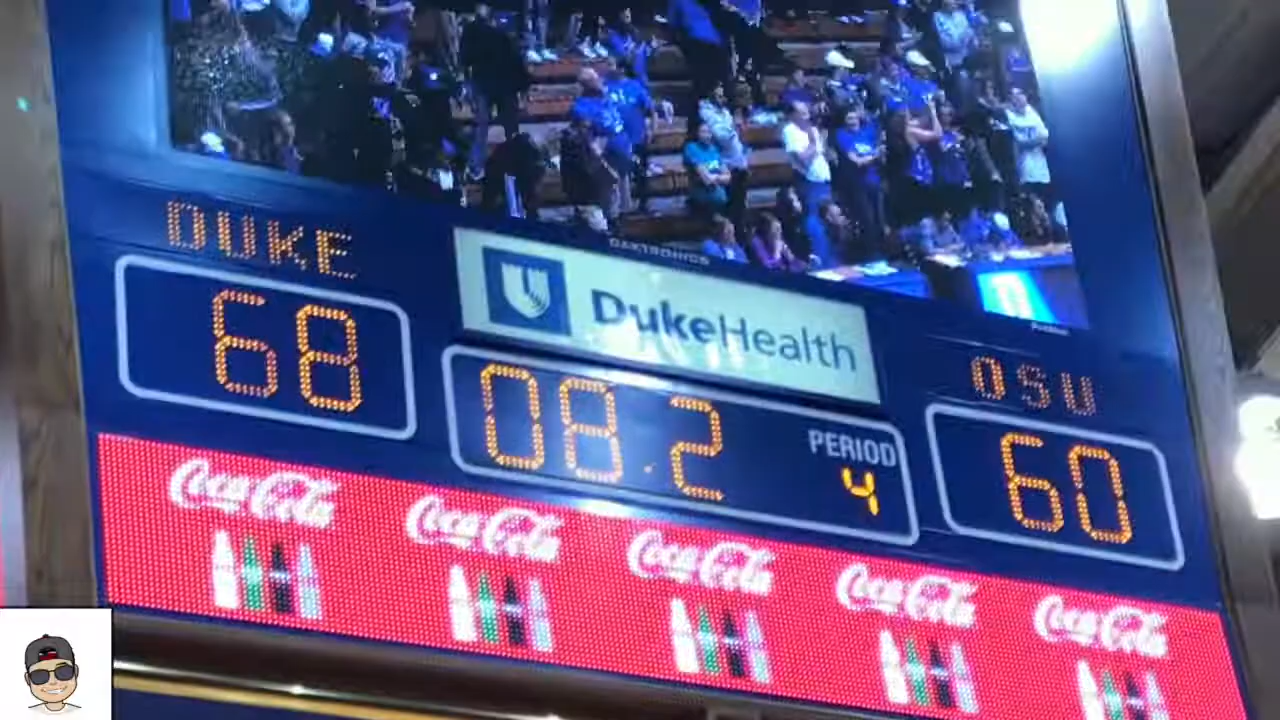 DAKTRONICS
DUKE
68
DukeHealth
08.2
PERIOD
4
OSU
60
Coca-Cola
Coca-Cola
Coca-Cola
Coca-Cola
Coca-Cola